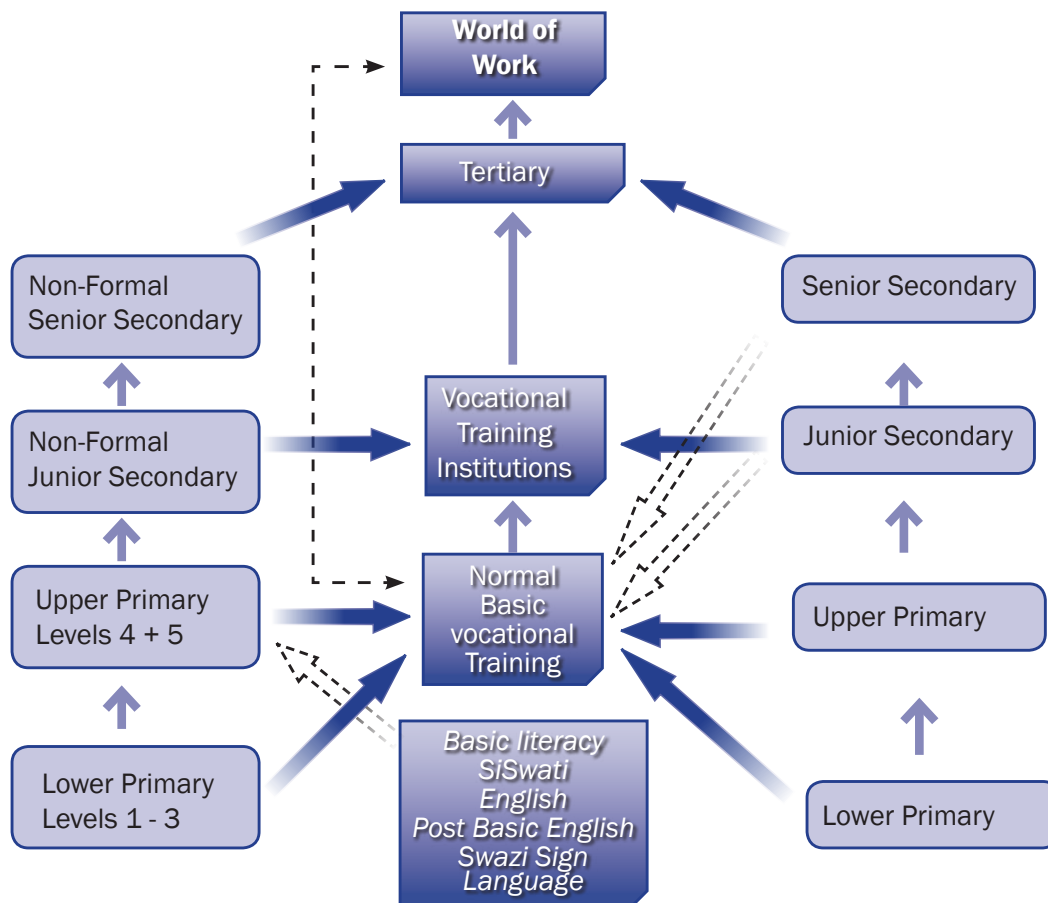 World of
Work
Tertiary
Non-Formal
Senior Secondary
Senior Secondary
Vocational
Training
Institutions
Non-Formal
Junior Secondary
Junior Secondary
Normal
Basic
vocational
Training
Upper Primary
Levels 4 + 5
Upper Primary
Lower Primary
Levels 1 - 3
Basic literacy
SiSwati
English
Post Basic English
Swazi Sign
Language
Lower Primary